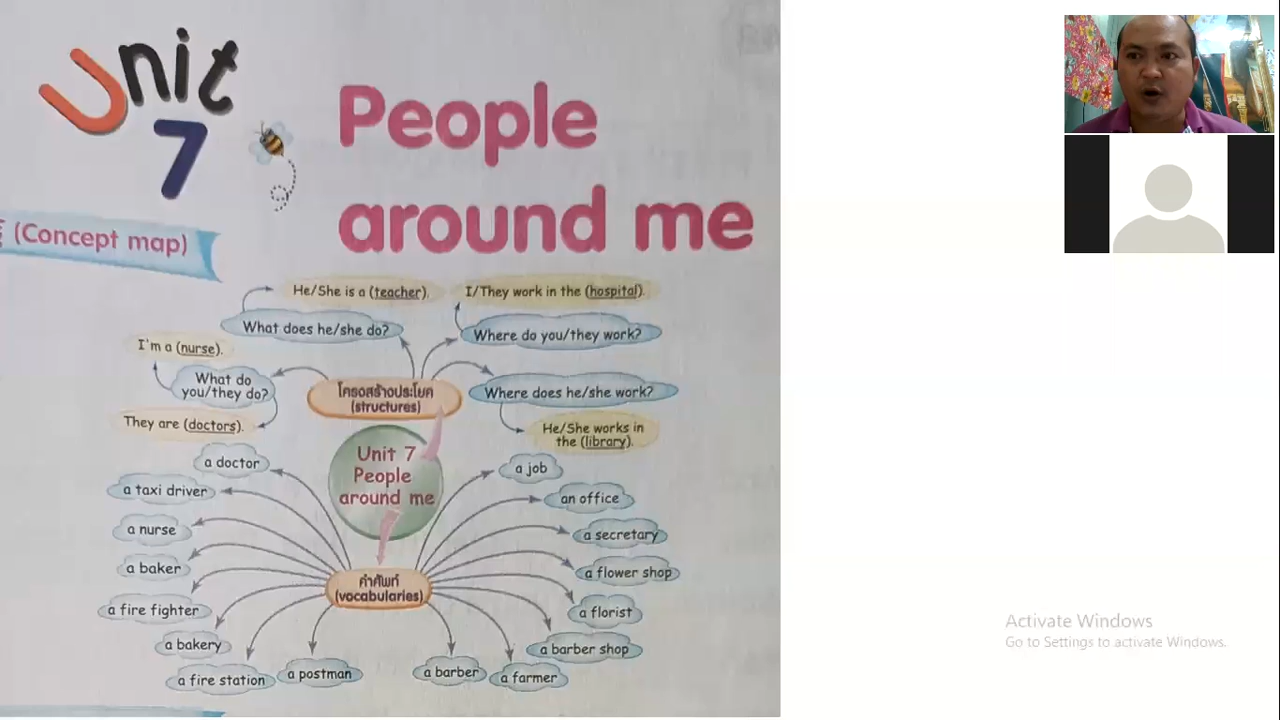 Unit
7
People
around me
(Concept map)
He/She is a (teacher).
I/They work in the (hospital).
What does he/she do?
Where do you/they work?
I'm a (nurse).
What do
you/they do?
โครงสร้างประโยค
(structures)
Where does he/she work?
They are (doctors).
He/She works in
the (library).
Unit 7
People
around me
a doctor
a job
a taxi driver
an office
a nurse
a secretary
a baker
a flower shop
คำศัพท์
(vocabularies)
a fire fighter
a florist
a bakery
a barber shop
a fire station
a postman
a barber
a farmer
Activate Windows
Go to Settings to activate Windows.